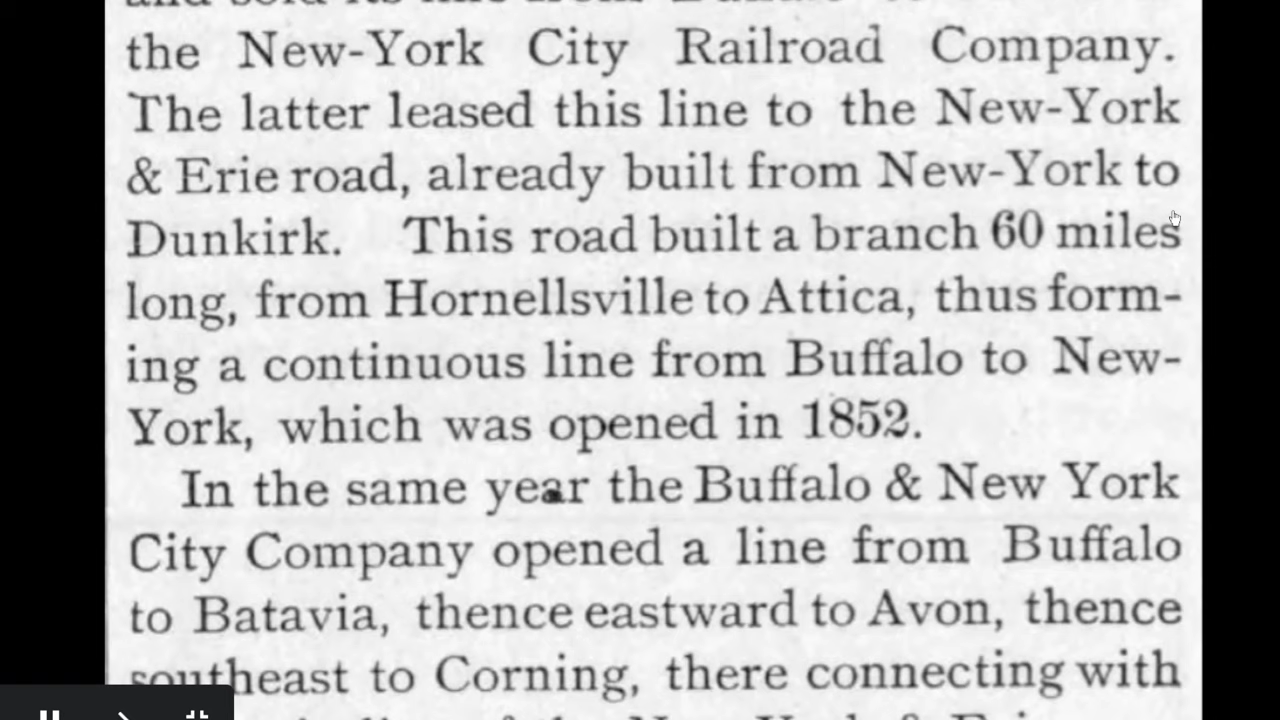 the New-York City Railroad Company.
The latter leased this line to the New-York
& Erie road, already built from New-York to
Dunkirk. This road built a branch 60 miles
long, from Hornellsville to Attica, thus form-
ing a continuous line from Buffalo to New-
York, which was opened in 1852.
In the same year the Buffalo & New York
City Company opened a line from Buffalo
to Batavia, thence eastward to Avon, thence
southeast to Corning, there connecting with